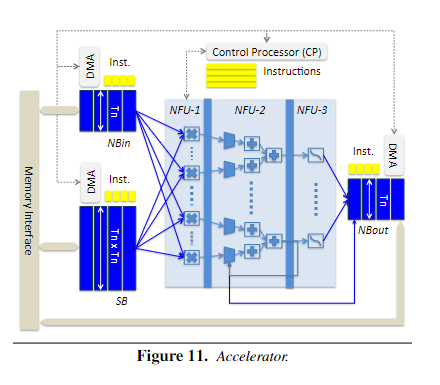 Control Processor (CP)
Instructions
DMA
Inst.
Tn
NBin
DMA
Inst.
Tn x Tn
SB
Memory Interface
NFU-1
NFU-2
NFU-3
Inst.
DMA
Tn
NBout
Figure 11. Accelerator.